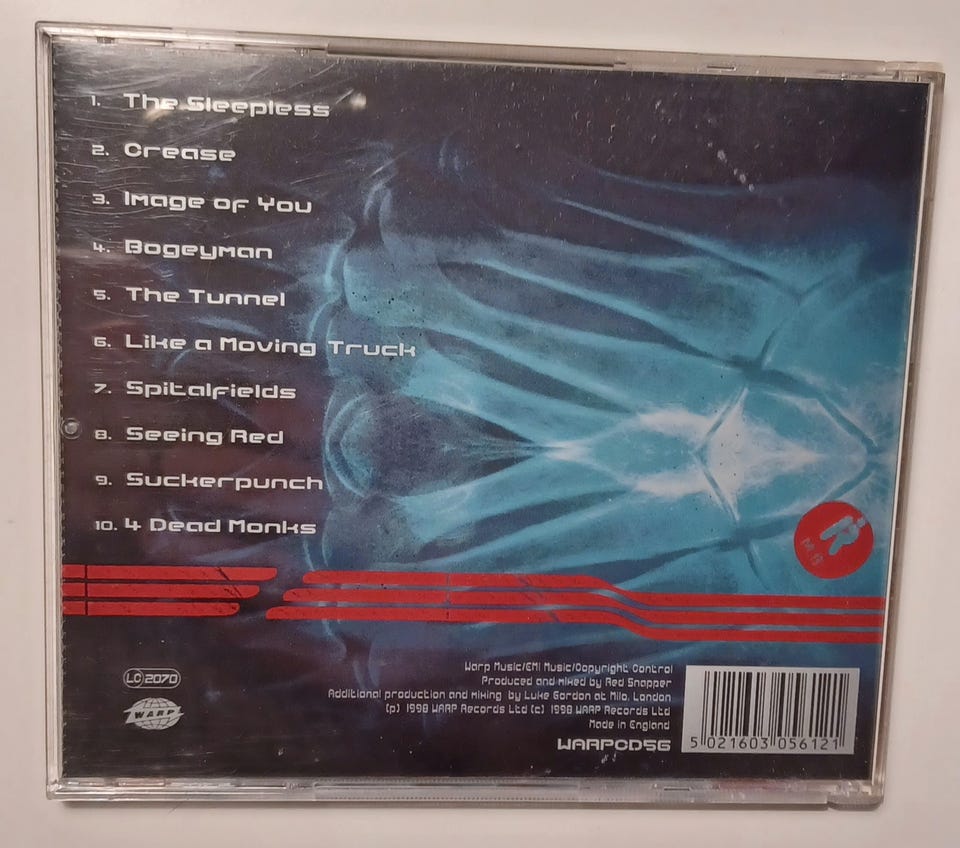 1. The Sleepless
2. Crease
3. Image of You
4. Bogeyman
5. The Tunnel
6. Like a Moving Truck
7. Spitalfields
8. Seeing Red
9. Suckerpunch
10. 4 Dead Monks
LC 2070
WARP
Warp Music/EMI Music/Copyright Control
Produced and mixed by Red Snapper
Additional production and mixing by Luke Gordon at Milo, London
(p) 1998 WARP Records Ltd (c) 1998 WARP Records Ltd
Made in England
WARPCD56
5 021603 056121